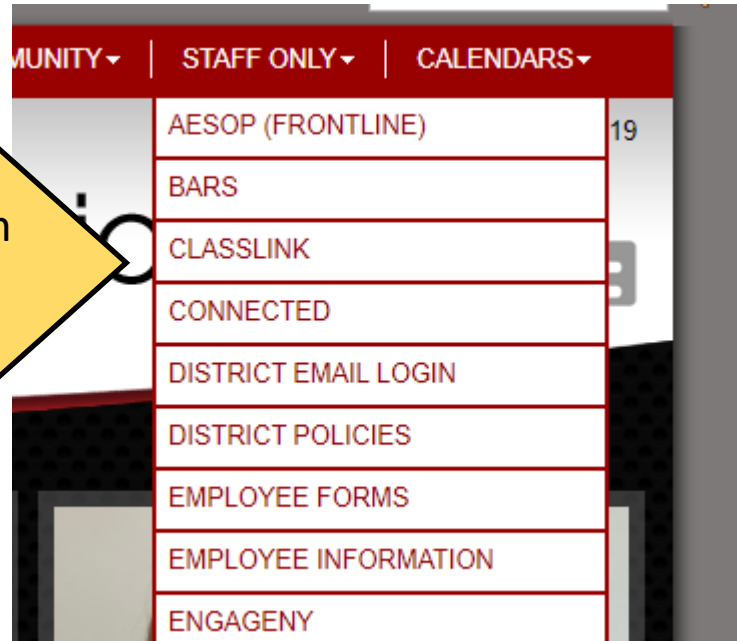 STAFF ONLY
CALENDARS
AESOP (FRONTLINE)
19
BARS
CLASSLINK
CONNECTED
DISTRICT EMAIL LOGIN
DISTRICT POLICIES
EMPLOYEE FORMS
EMPLOYEE INFORMATION
ENGAGENY